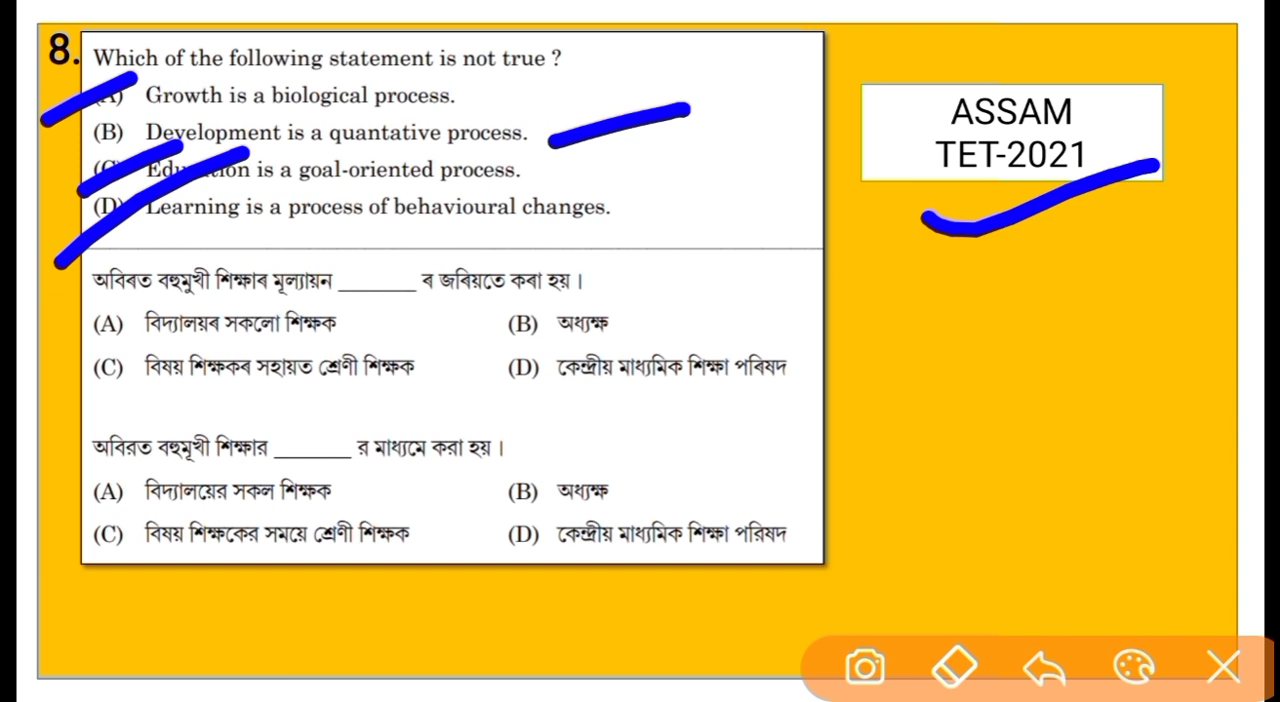 8.
Which of the following statement is not true ?
(A) Growth is a biological process.
(B) Development is a quantative process.
(C) Education is a goal-oriented process.
(D) Learning is a process of behavioural changes.
অবিৰত বহুমুখী শিক্ষাৰ মূল্যায়ন ________ ৰ জৰিয়তে কৰা হয় ।
(A) বিদ্যালয়ৰ সকলো শিক্ষক (B) অধ্যক্ষ
(C) বিষয় শিক্ষকৰ সহায়ত শ্ৰেণী শিক্ষক (D) কেন্দ্ৰীয় মাধ্যমিক শিক্ষা পৰিষদ
অবিরত বহুমূখী শিক্ষার ________ র মাধ্যমে করা হয় ।
(A) বিদ্যালয়ের সকল শিক্ষক (B) অধ্যক্ষ
(C) বিষয় শিক্ষকের সময়ে শ্রেণী শিক্ষক (D) কেন্দ্রীয় মাধ্যমিক শিক্ষা পরিষদ
ASSAM
TET-2021